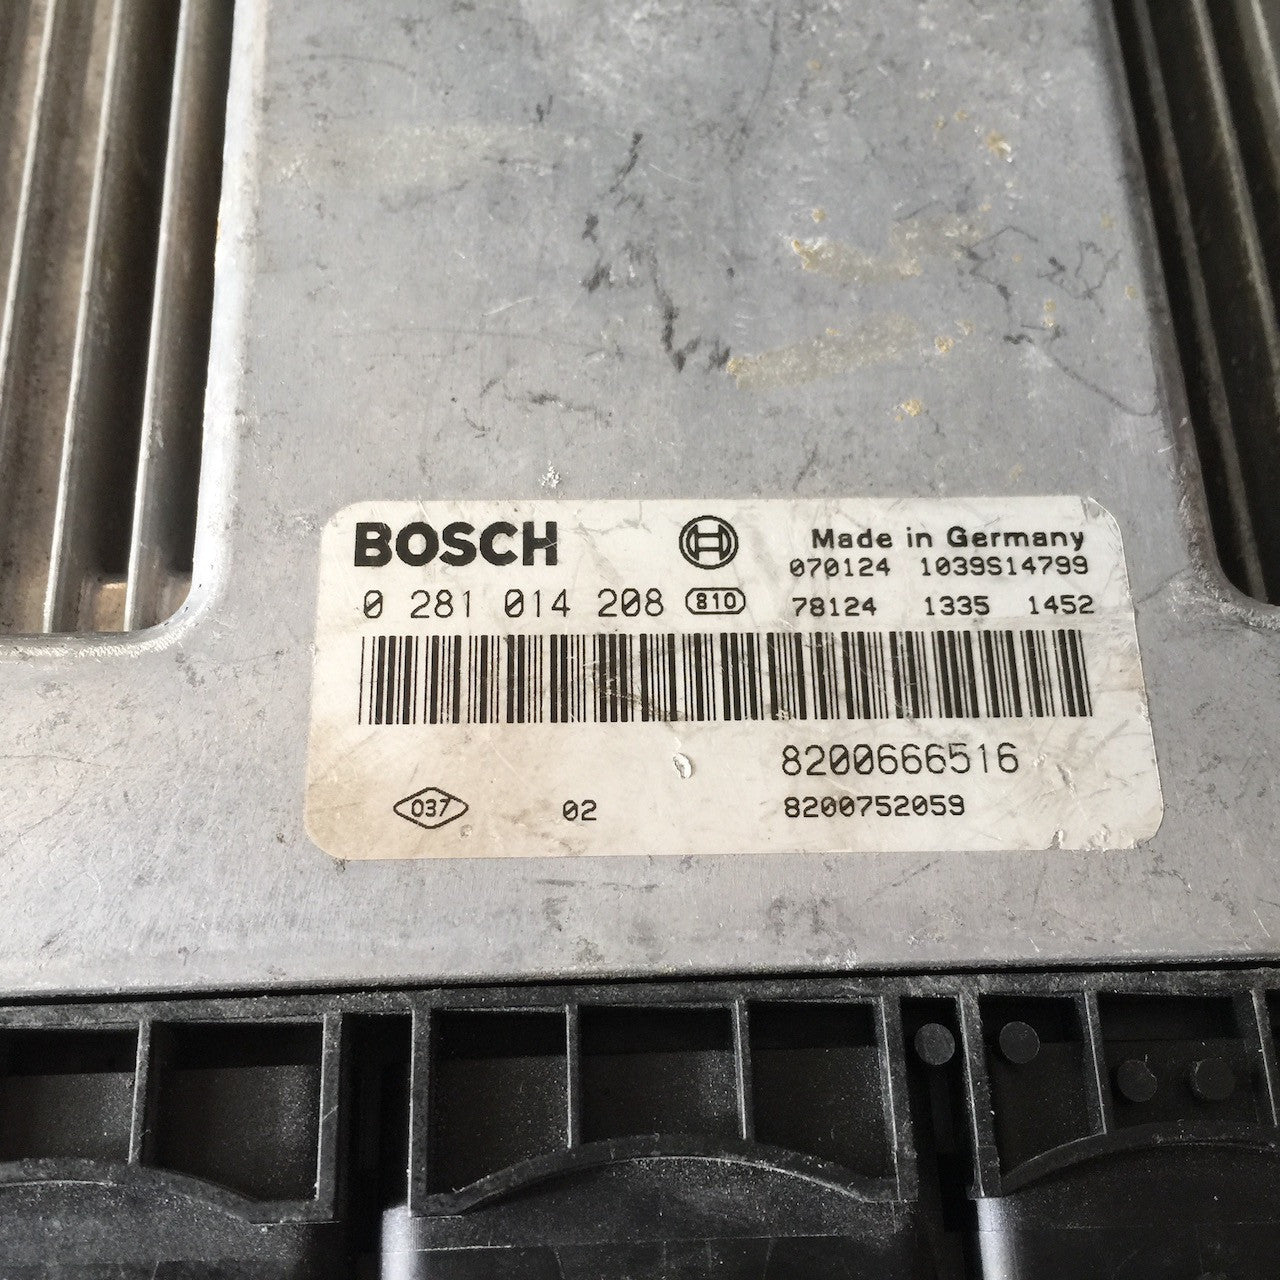 BOSCH Made in Germany
070124 1039S14799
0 281 014 208 810 78124 1335 1452
8200666516
037 02 8200752059